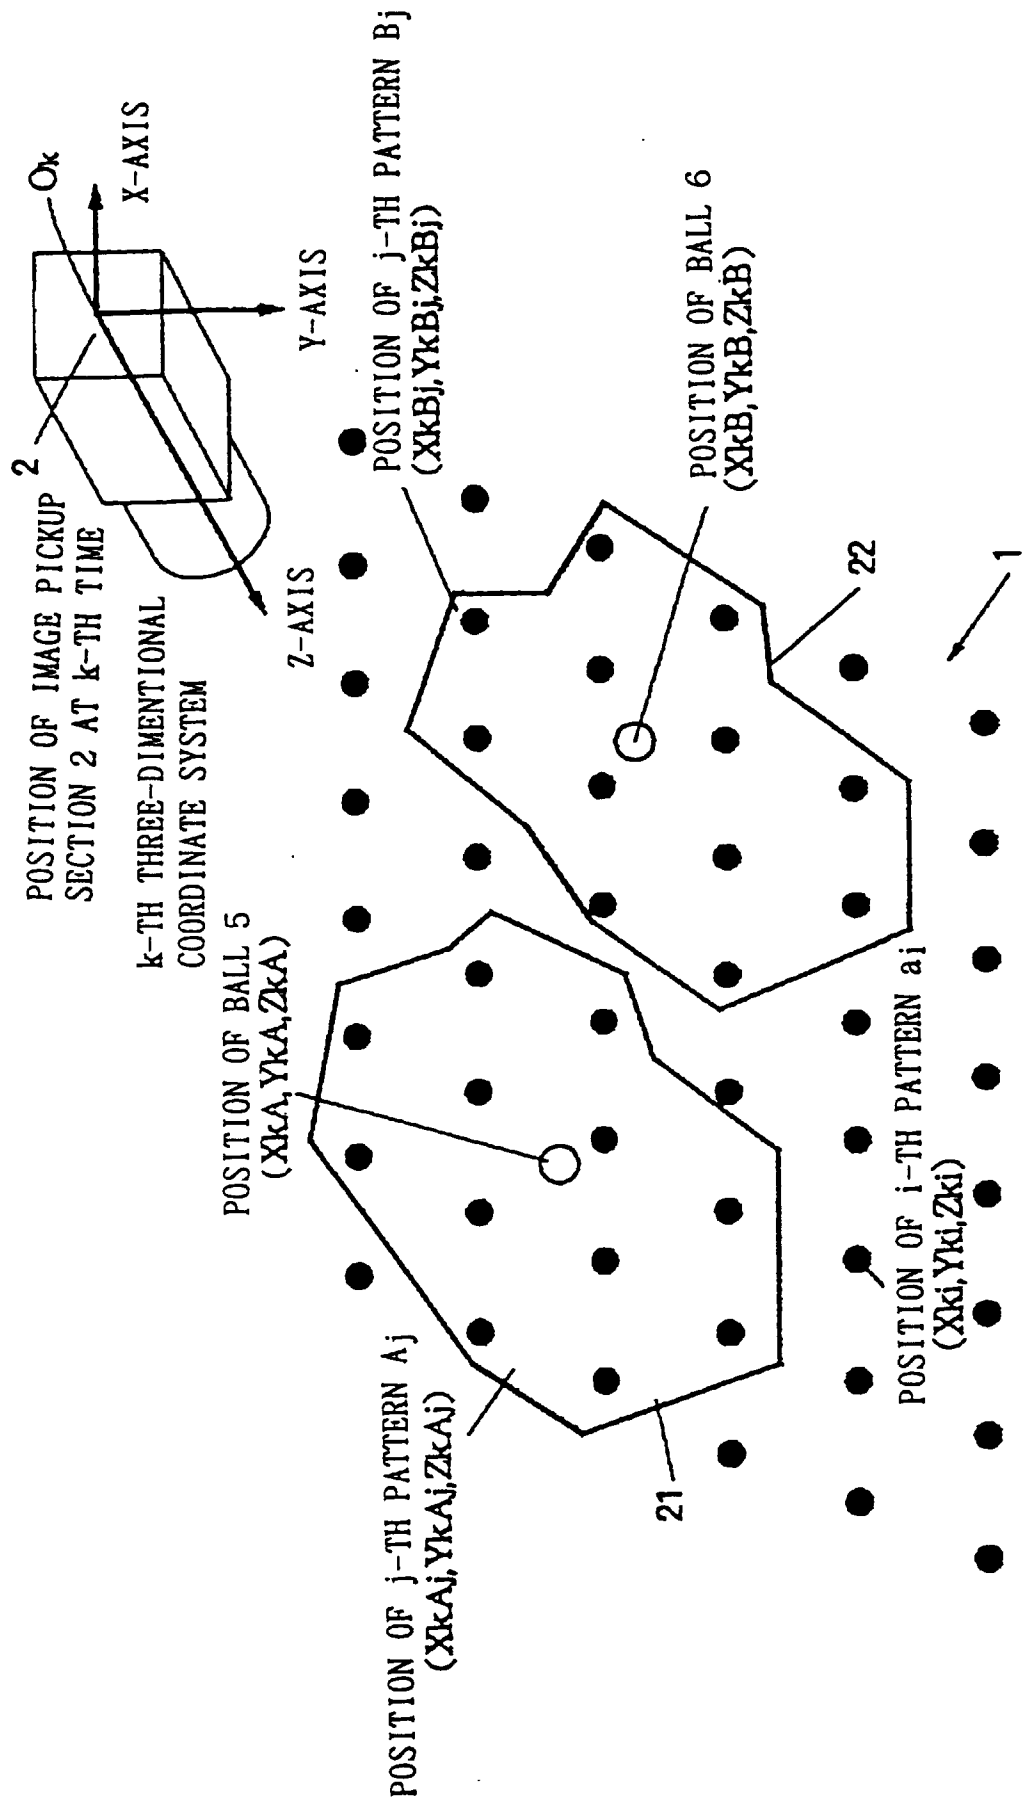 POSITION OF IMAGE PICKUP
SECTION 2 AT k-TH TIME
2
Ok
X-AXIS
Y-AXIS
Z-AXIS
k-TH THREE-DIMENTIONAL
COORDINATE SYSTEM
POSITION OF BALL 5
(XkA,YkA,ZkA)
POSITION OF j-TH PATTERN Bj
(XkBj,YkBj,ZkBj)
POSITION OF j-TH PATTERN Aj
(XkAj,YkAj,ZkAj)
POSITION OF BALL 6
(XkB,YkB,ZkB)
21
22
POSITION OF i-TH PATTERN ai
(Xki,Yki,Zki)
1